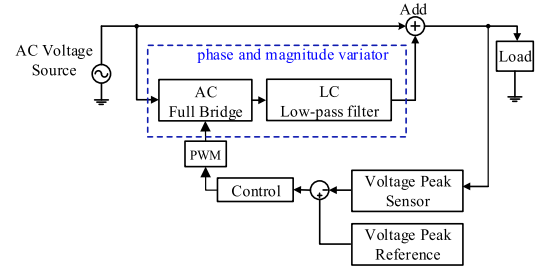 Add
AC Voltage
Source
phase and magnitude variator
Load
AC
Full Bridge
LC
Low-pass filter
PWM
Control
+
-
Voltage Peak
Sensor
Voltage Peak
Reference